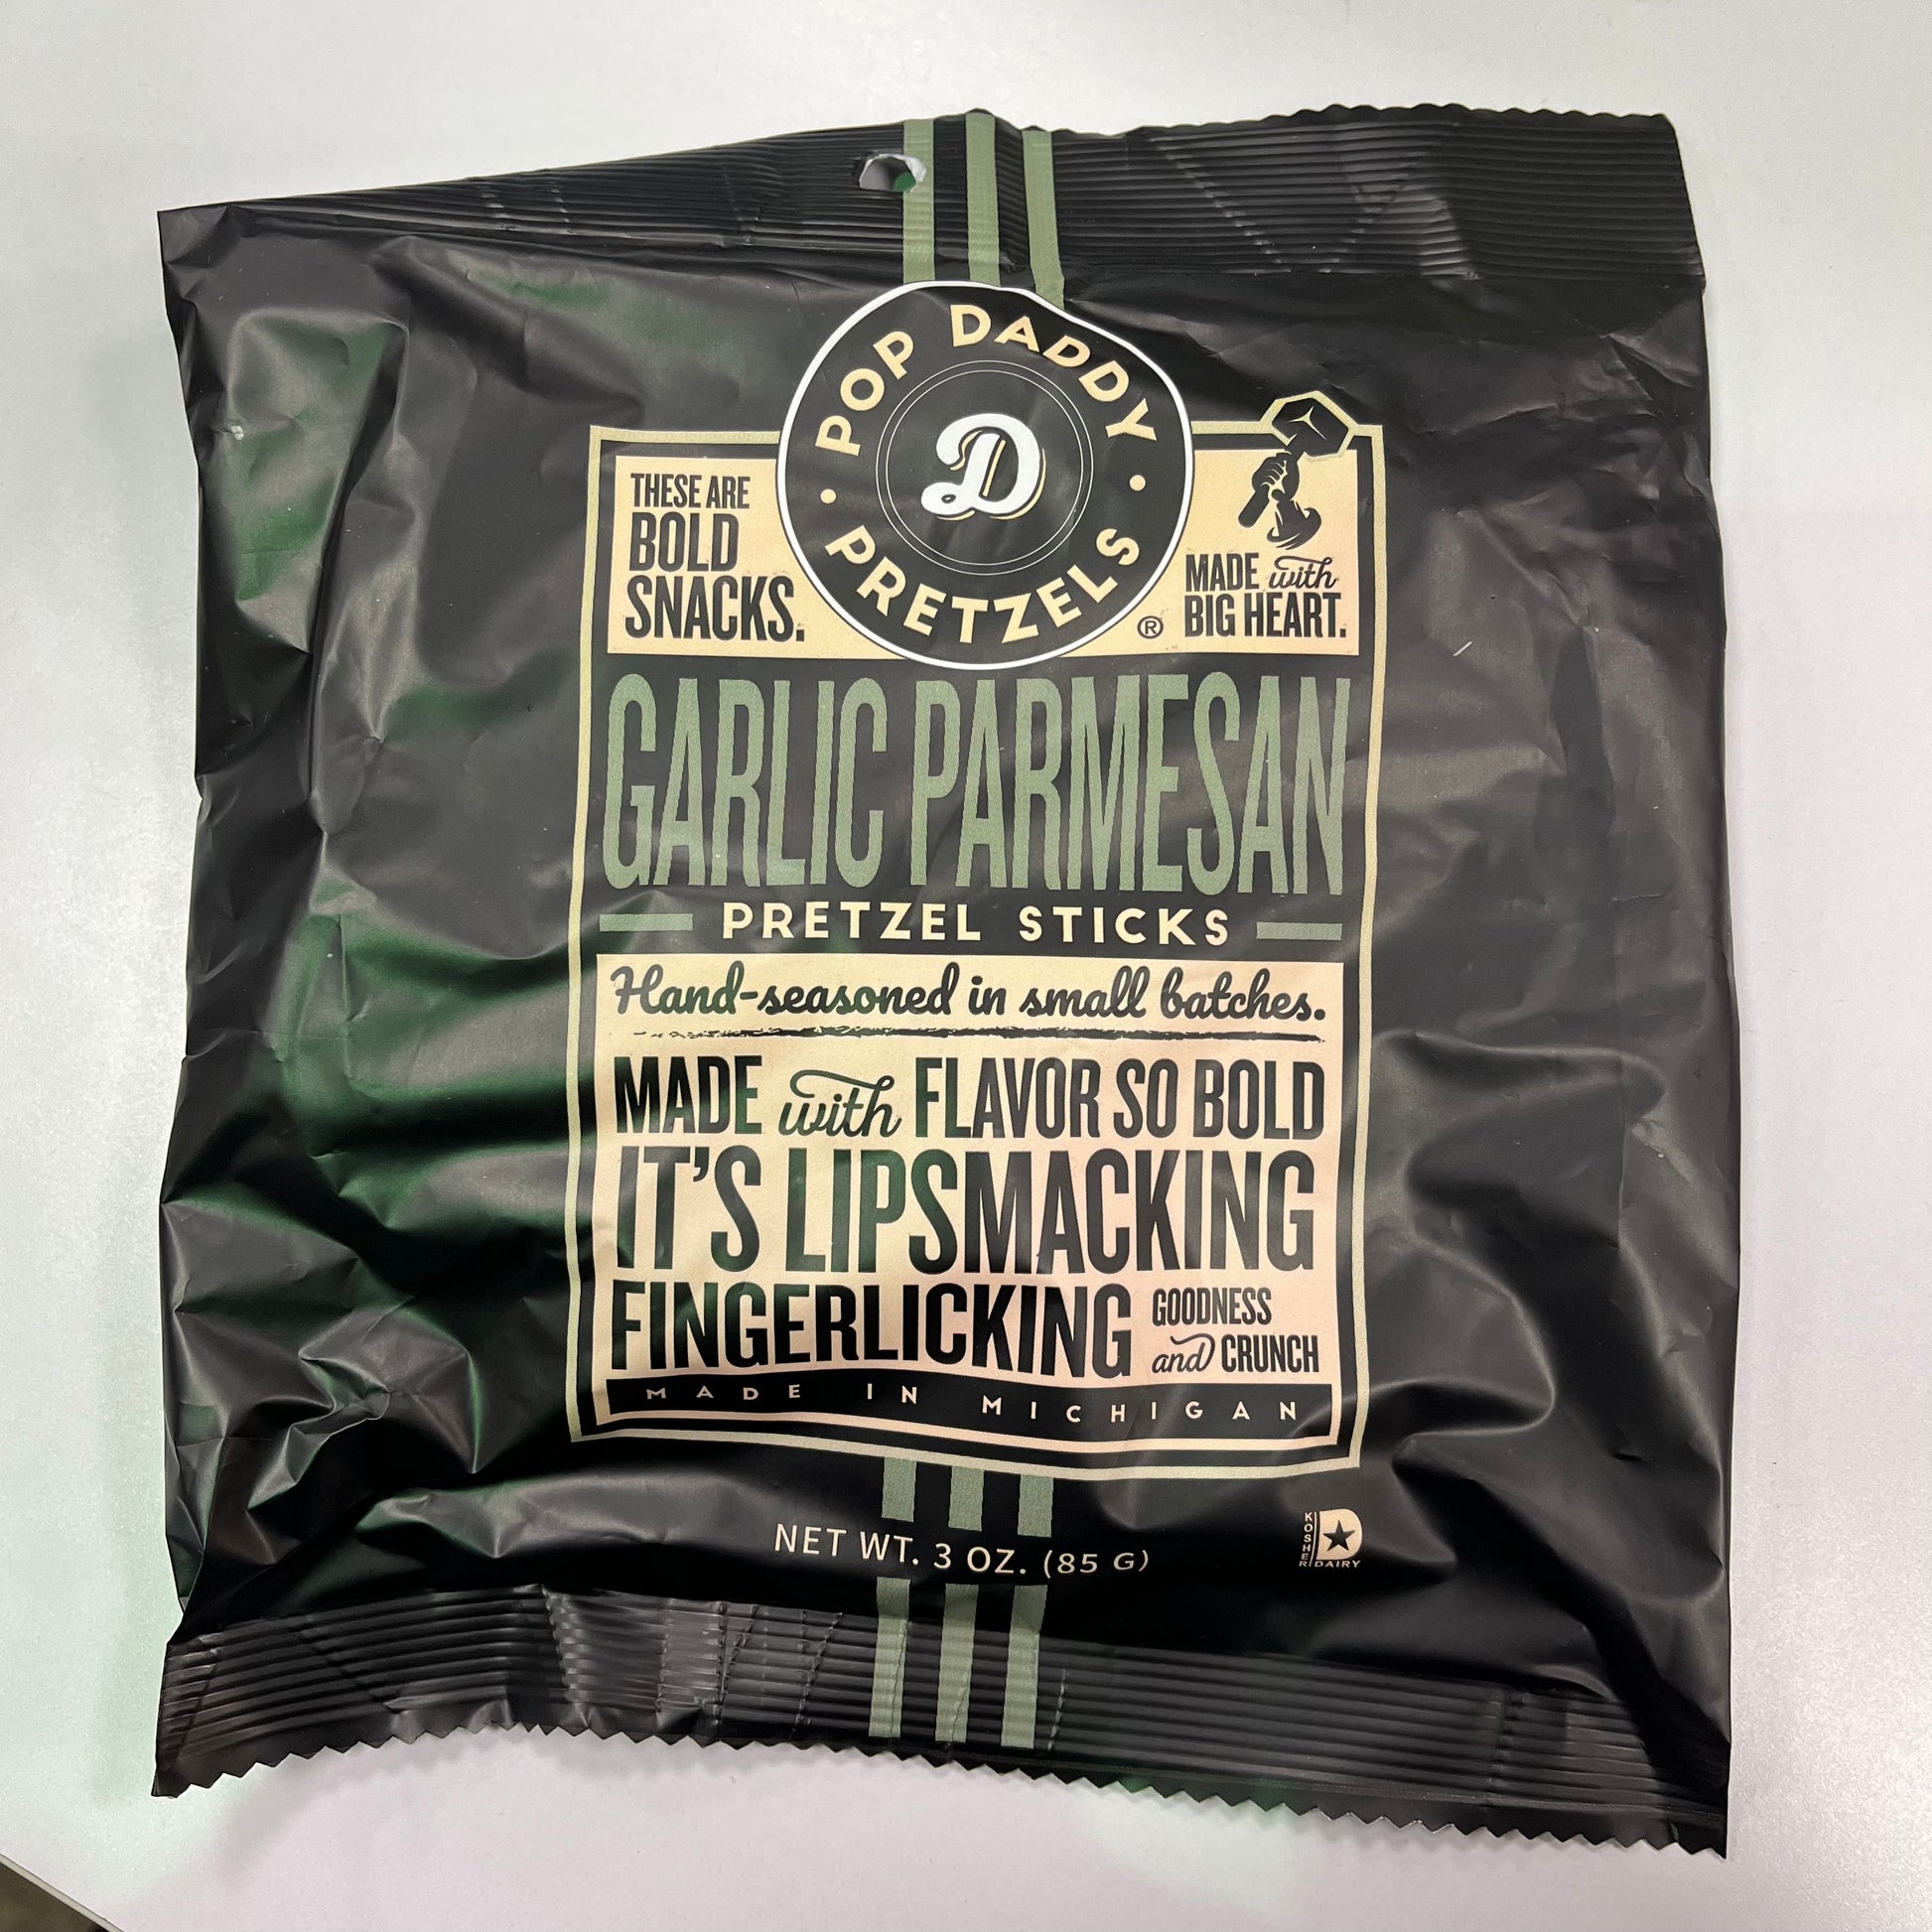 POP DADDY
D
PRETZELS
®
THESE ARE
BOLD
SNACKS.
MADE with
BIG HEART.
GARLIC PARMESAN
PRETZEL STICKS
Hand-seasoned in small batches.
MADE with FLAVOR SO BOLD
IT'S LIPSMACKING
FINGERLICKING GOODNESS
and CRUNCH
MADE IN MICHIGAN
NET WT. 3 OZ. (85 G)
KOSHER
D
DAIRY